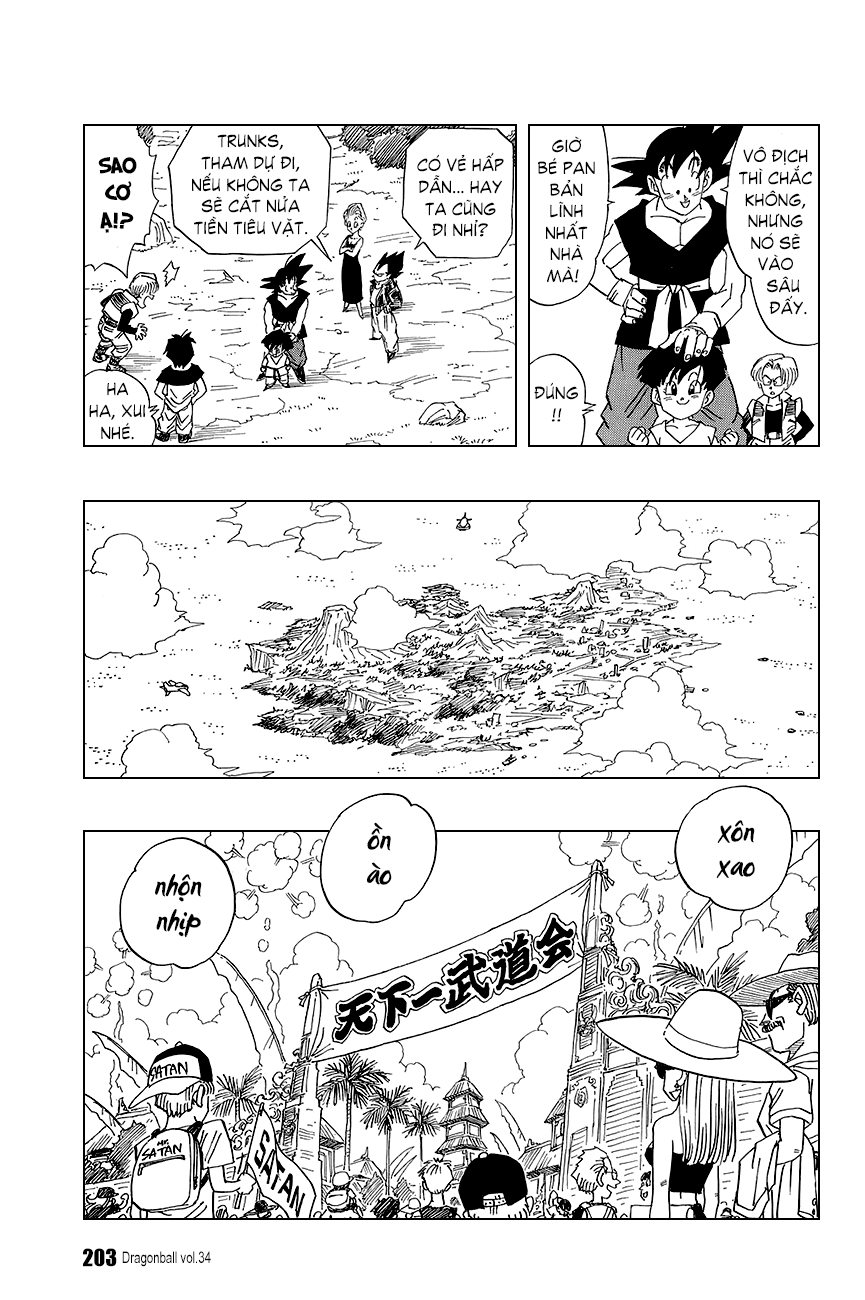 VÔ ĐỊCH
THÌ CHẮC
KHÔNG,
NHƯNG
NÓ SẼ
VÀO
SÂU
ĐẤY.
GIỜ
BÉ PAN
BẢN
LĨNH
NHẤT
NHÀ
MÀ!
ĐÚNG
!!
CÓ VẺ HẤP
DẪN... HAY
TA CŨNG
ĐI NHỈ?
TRUNKS,
THAM DỰ ĐI,
NẾU KHÔNG TA
SẼ CẮT NỬA
TIỀN TIÊU VẶT.
SAO
CƠ
Ạ!?
HA
HA, XUI
NHÉ.
XÔN
XAO
ỒN
ÀO
NHỘN
NHỊP
天下一武道会
SATAN
MR.
SATAN
SATAN
203 Dragonball vol.34